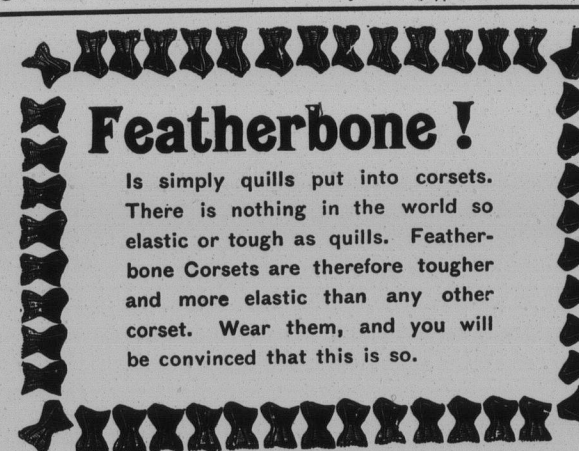 Featherbone!
Is simply quills put into corsets.
There is nothing in the world so
elastic or tough as quills. Feather-
bone Corsets are therefore tougher
and more elastic than any other
corset. Wear them, and you will
be convinced that this is so.